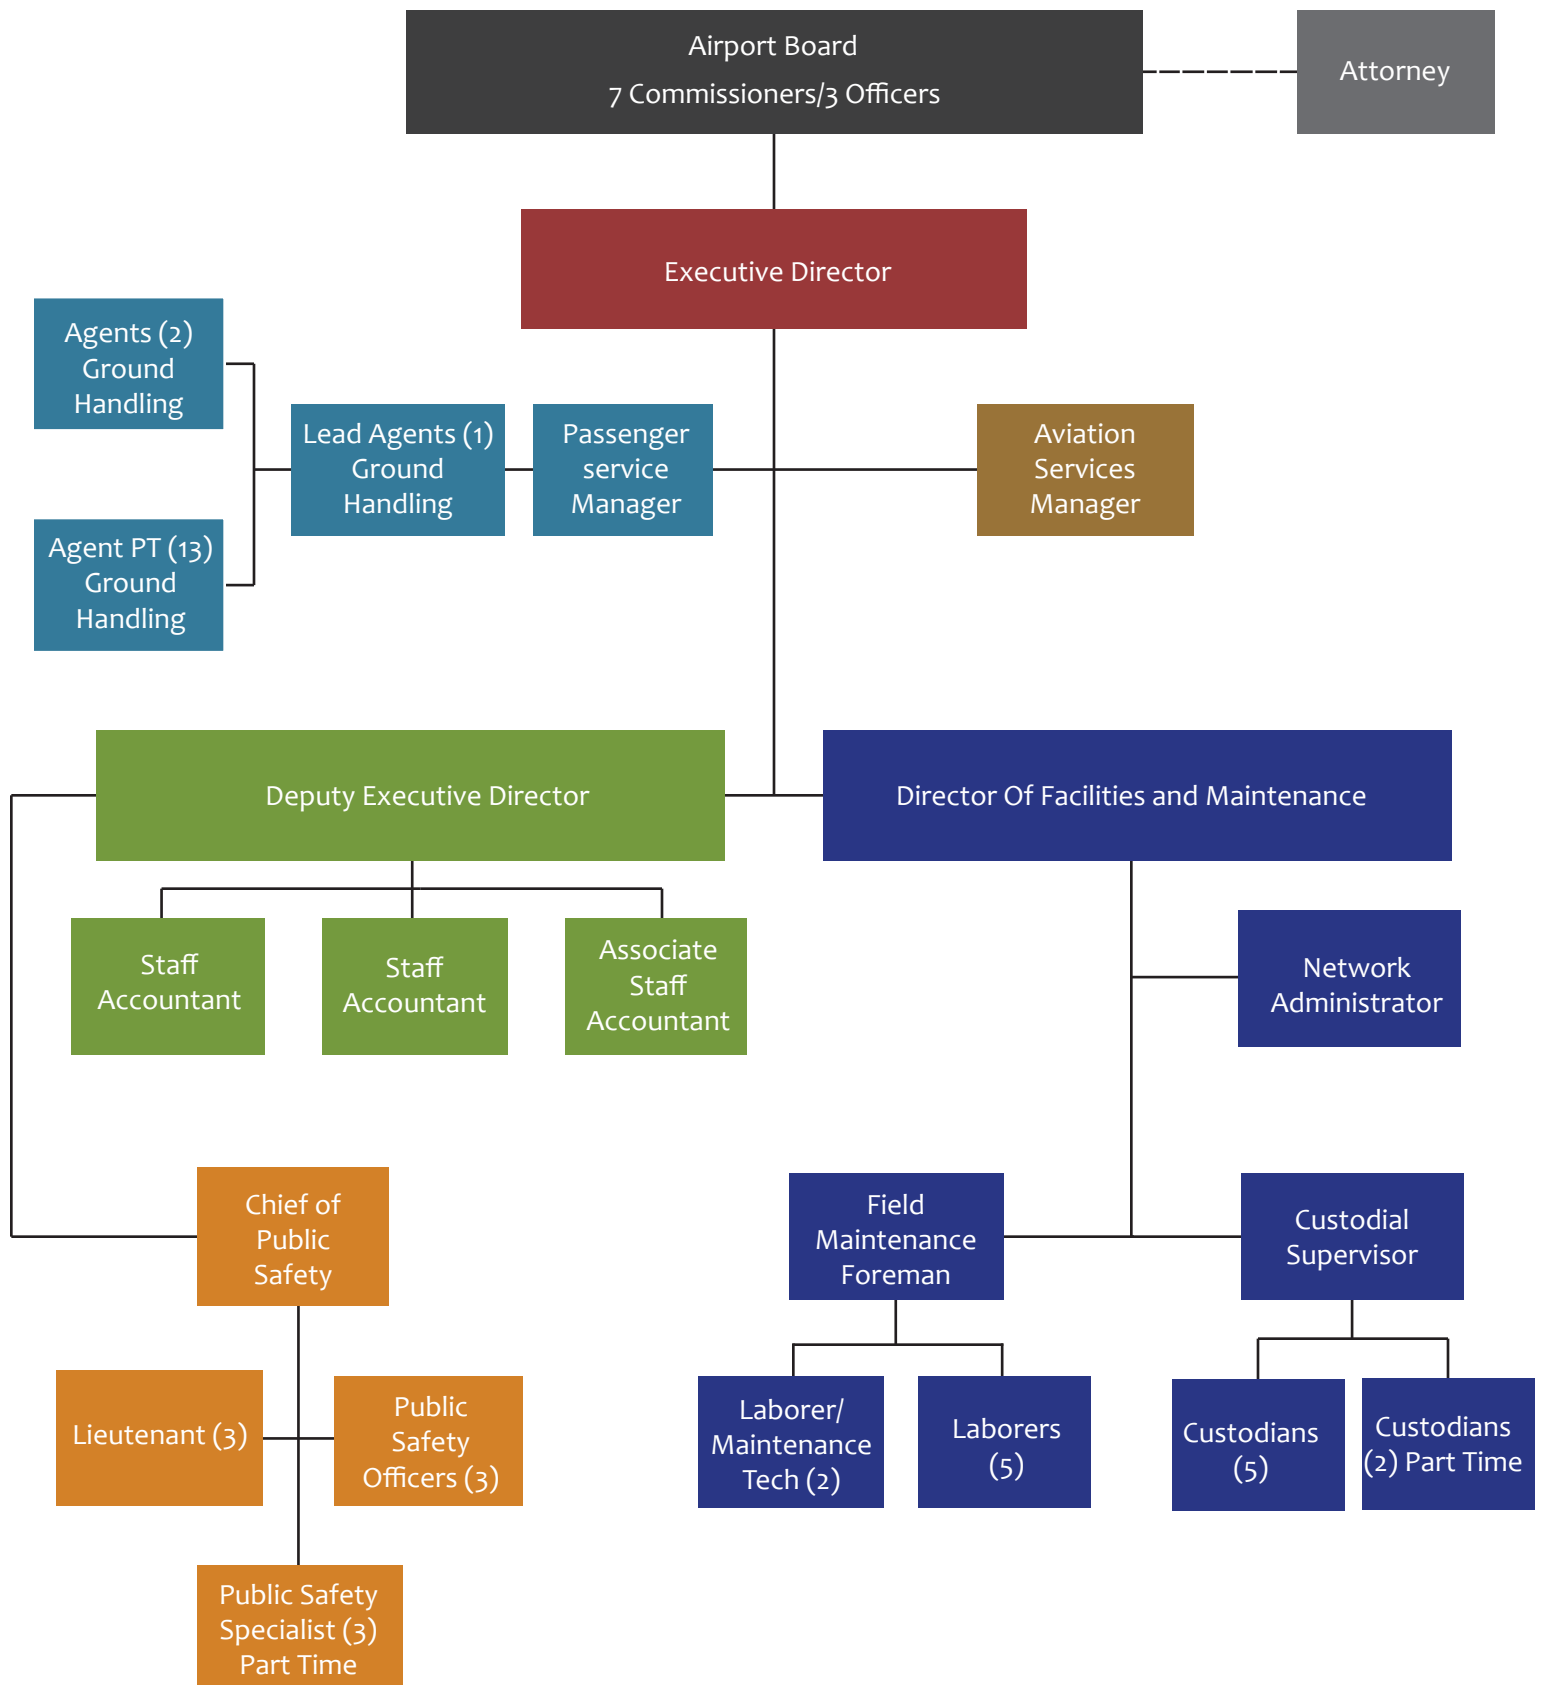 Airport Board
7 Commissioners/3 Officers
Attorney
Executive Director
Agents (2)
Ground
Handling
Agent PT (13)
Ground
Handling
Lead Agents (1)
Ground
Handling
Passenger
service
Manager
Aviation
Services
Manager
Deputy Executive Director
Director Of Facilities and Maintenance
Staff
Accountant
Staff
Accountant
Associate
Staff
Accountant
Network
Administrator
Chief of
Public
Safety
Field
Maintenance
Foreman
Custodial
Supervisor
Lieutenant (3)
Public
Safety
Officers (3)
Laborer/
Maintenance
Tech (2)
Laborers
(5)
Custodians
(5)
Custodians
(2) Part Time
Public Safety
Specialist (3)
Part Time